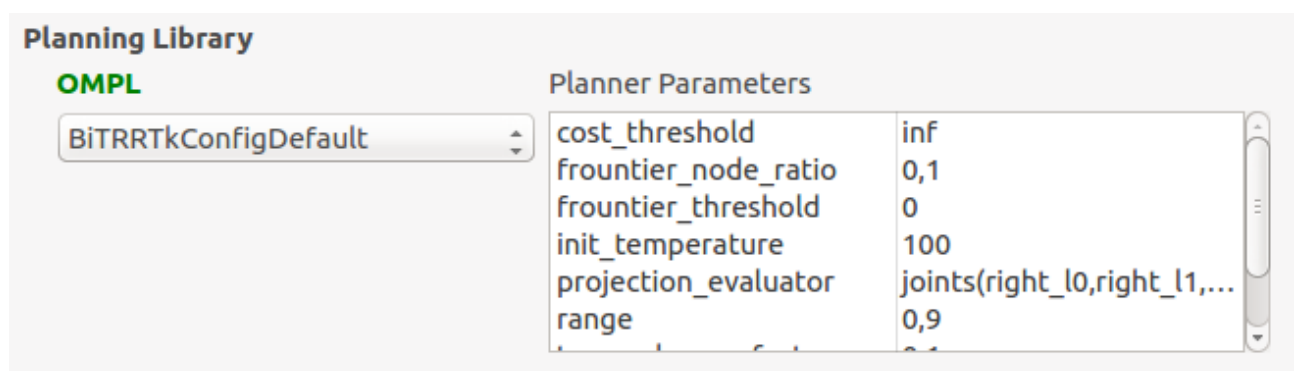 Planning Library
OMPL
Planner Parameters
BiTRRTkConfigDefault
cost_threshold inf
frountier_node_ratio 0,1
frountier_threshold 0
init_temperature 100
projection_evaluator joints(right_l0,right_l1,...
range 0,9